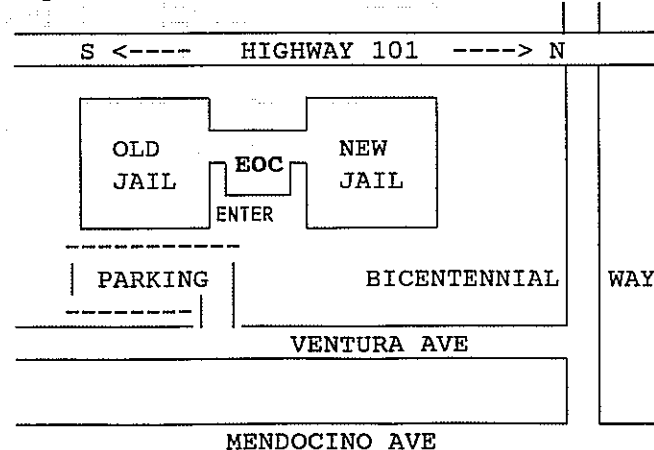 S <---- HIGHWAY 101 ----> N
OLD NEW
EOC
JAIL JAIL
ENTER
PARKING BICENTENNIAL WAY
VENTURA AVE
MENDOCINO AVE